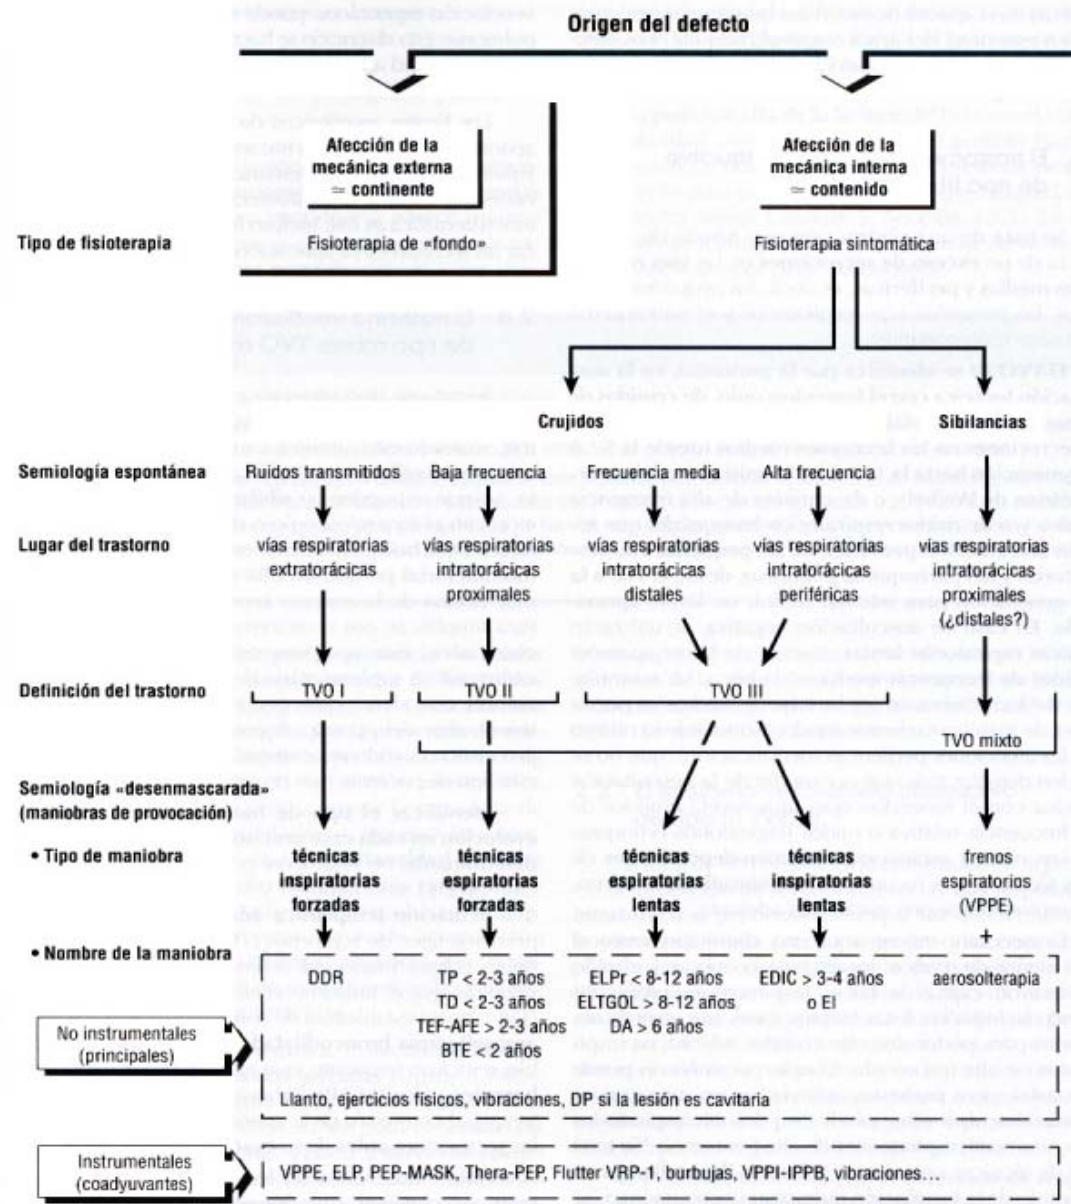 Origen del defecto
Afección de la
mecánica externa
≃ continente
Afección de la
mecánica interna
≃ contenido
Tipo de fisioterapia
Fisioterapia de «fondo»
Fisioterapia sintomática
Crujidos
Sibilancias
Semiología espontánea
Ruidos transmitidos
Baja frecuencia
Frecuencia media
Alta frecuencia
Lugar del trastorno
vías respiratorias
extratorácicas
vías respiratorias
intratorácicas
proximales
vías respiratorias
intratorácicas
distales
vías respiratorias
intratorácicas
periféricas
vías respiratorias
intratorácicas
proximales
(¿distales?)
Definición del trastorno
TVO I
TVO II
TVO III
TVO mixto
Semiología «desenmascarada»
(maniobras de provocación)
• Tipo de maniobra
técnicas
inspiratorias
forzadas
técnicas
espiratorias
forzadas
técnicas
espiratorias
lentas
técnicas
inspiratorias
lentas
frenos
espiratorios
(VPPE)
+
• Nombre de la maniobra
DDR
TP < 2-3 años
TD < 2-3 años
TEF-AFE > 2-3 años
BTE < 2 años
ELPr < 8-12 años
ELTGOL > 8-12 años
DA > 6 años
EDIC > 3-4 años
o EI
aerosolterapia
No instrumentales
(principales)
Llanto, ejercicios físicos, vibraciones, DP si la lesión es cavitaria
Instrumentales
(coadyuvantes)
VPPE, ELP, PEP-MASK, Thera-PEP, Flutter VRP-1, burbujas, VPPI-IPPB, vibraciones…